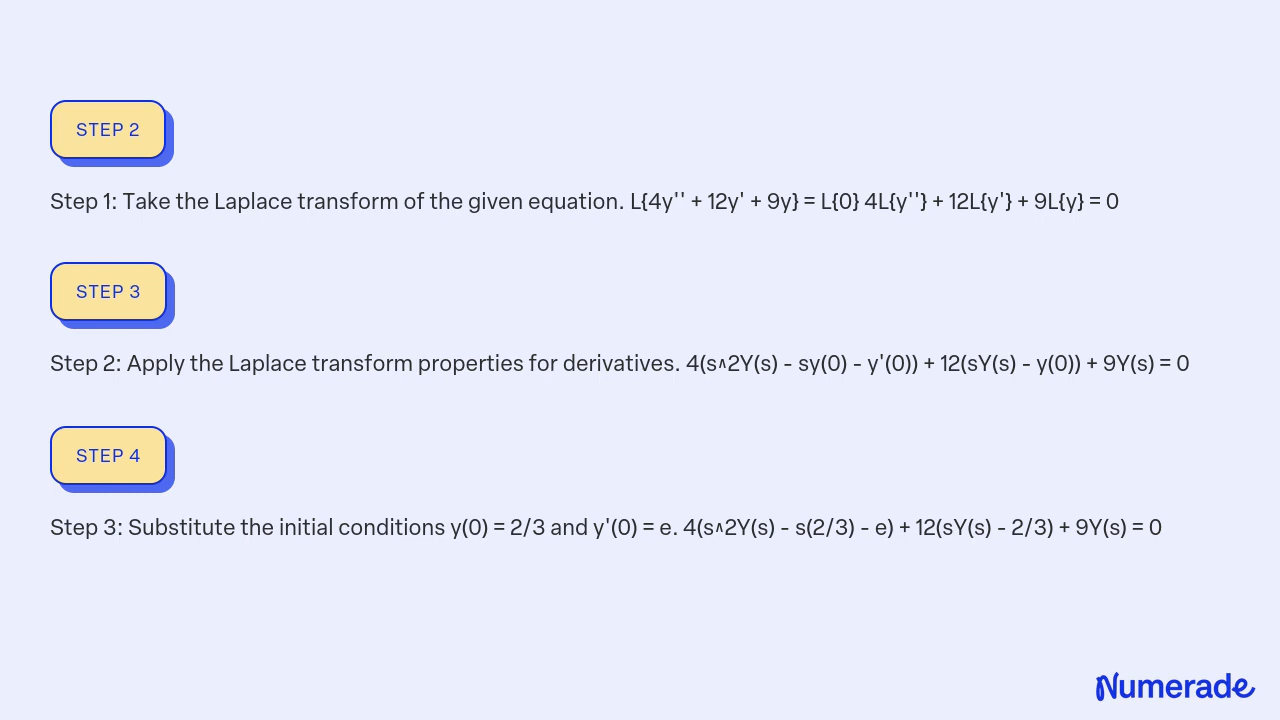 STEP 2
Step 1: Take the Laplace transform of the given equation. L{4y'' + 12y' + 9y} = L{0} 4L{y''} + 12L{y'} + 9L{y} = 0
STEP 3
Step 2: Apply the Laplace transform properties for derivatives. 4(s^2Y(s) - sy(0) - y'(0)) + 12(sY(s) - y(0)) + 9Y(s) = 0
STEP 4
Step 3: Substitute the initial conditions y(0) = 2/3 and y'(0) = e. 4(s^2Y(s) - s(2/3) - e) + 12(sY(s) - 2/3) + 9Y(s) = 0
Numerade